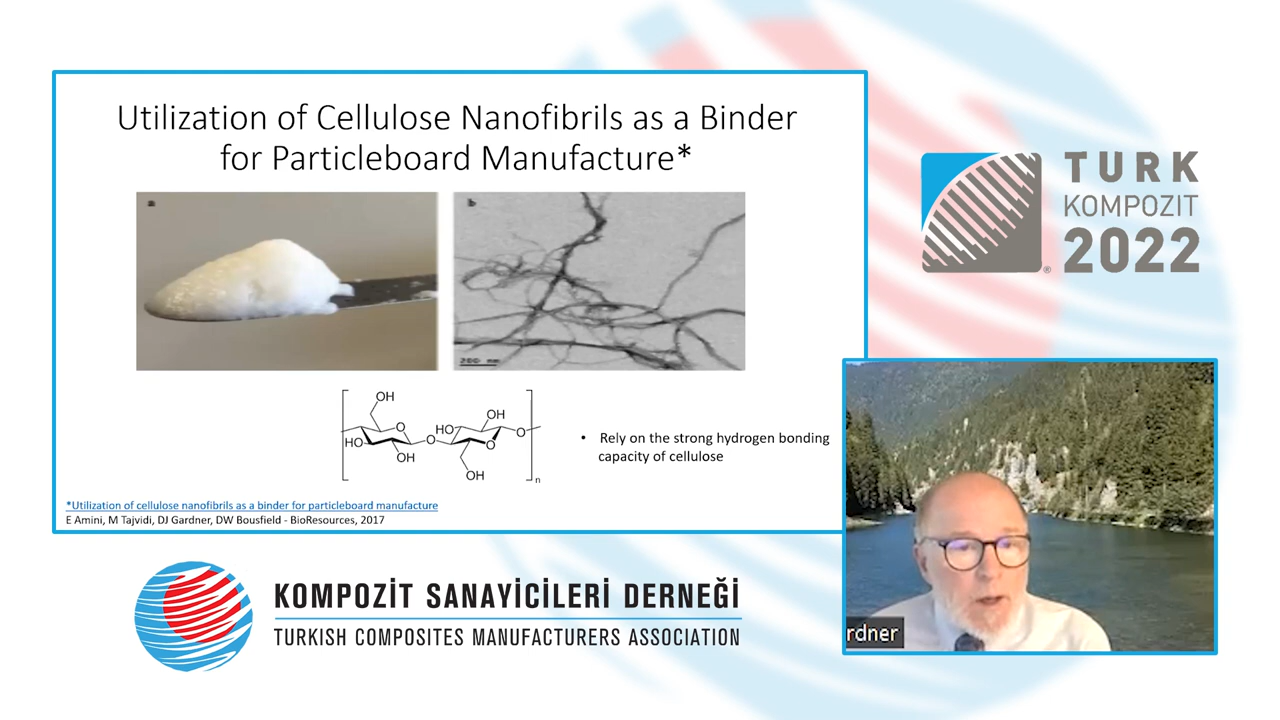 Utilization of Cellulose Nanofibrils as a Binder
for Particleboard Manufacture*
a
b
200 nm
OH
O
HO
OH
O
HO
OH
O
OH
O
n
• Rely on the strong hydrogen bonding
capacity of cellulose
*Utilization of cellulose nanofibrils as a binder for particleboard manufacture
E Amini, M Tajvidi, DJ Gardner, DW Bousfield - BioResources, 2017
TURK
KOMPOZIT
2022
®
rdner
KOMPOZİT SANAYİCİLERİ DERNEĞİ
TURKISH COMPOSITES MANUFACTURERS ASSOCIATION